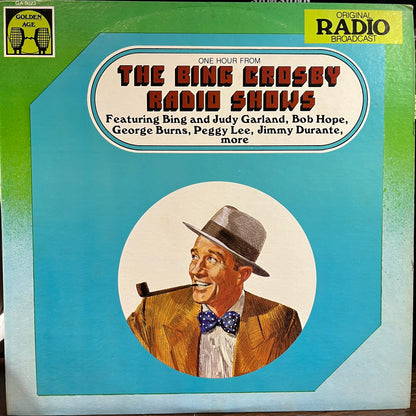 GA 5023
GOLDEN
AGE
ORIGINAL
RADIO
BROADCAST
ONE HOUR FROM
THE BING CROSBY
RADIO SHOWS
Featuring Bing and Judy Garland, Bob Hope,
George Burns, Peggy Lee, Jimmy Durante,
more